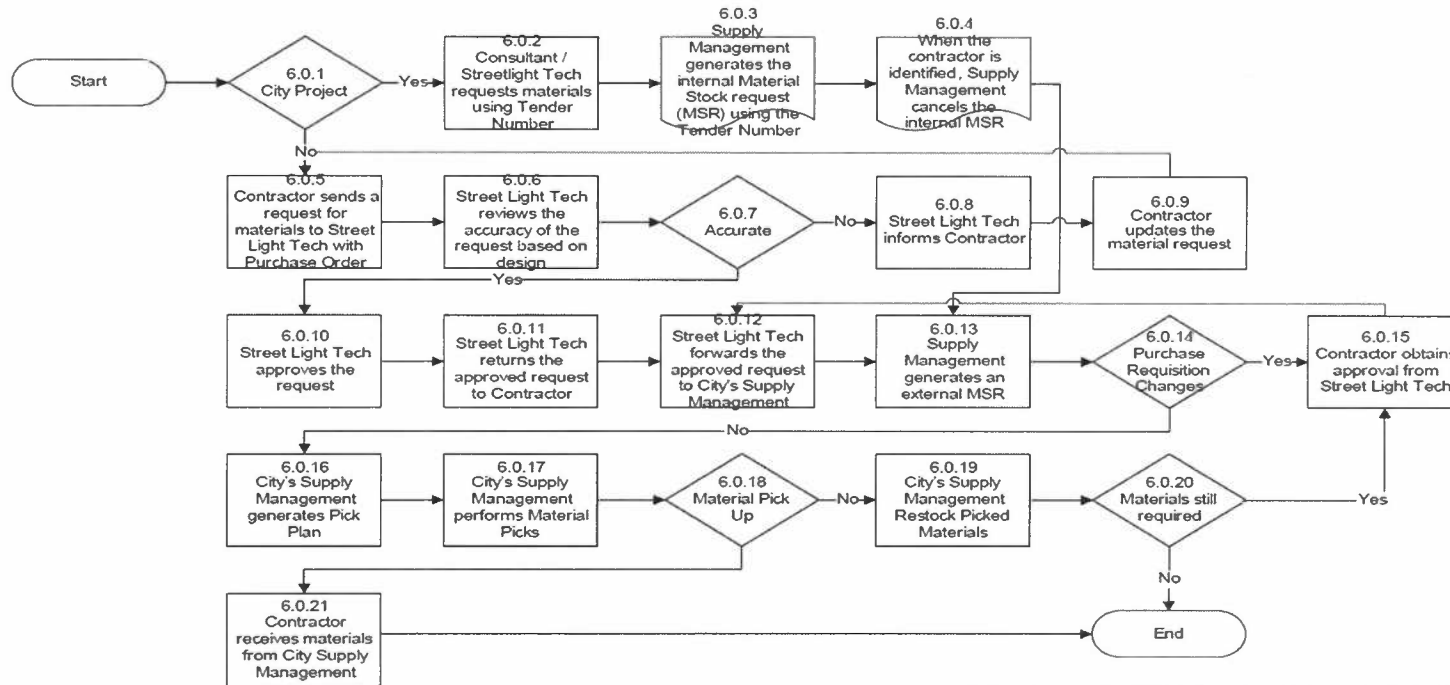 Start
6.0.1
City Project
Yes
6.0.2
Consultant /
Streetlight Tech
requests materials
using Tender
Number
6.0.3
Supply
Management
generates the
internal Material
Stock request
(MSR) using the
Tender Number
6.0.4
When the
contractor is
identified, Supply
Management
cancels the
internal MSR
No
6.0.5
Contractor sends a
request for
materials to Street
Light Tech with
Purchase Order
6.0.6
Street Light Tech
reviews the
accuracy of the
request based on
design
6.0.7
Accurate
No
6.0.8
Street Light Tech
informs Contractor
6.0.9
Contractor
updates the
material request
Yes
6.0.10
Street Light Tech
approves the
request
6.0.11
Street Light Tech
returns the
approved request
to Contractor
6.0.12
Street Light Tech
forwards the
approved request
to City's Supply
Management
6.0.13
Supply
Management
generates an
external MSR
6.0.14
Purchase
Requisition
Changes
Yes
6.0.15
Contractor obtains
approval from
Street Light Tech
No
6.0.16
City's Supply
Management
generates Pick
Plan
6.0.17
City's Supply
Management
performs Material
Picks
6.0.18
Material Pick
Up
No
6.0.19
City's Supply
Management
Restock Picked
Materials
6.0.20
Materials still
required
Yes
No
6.0.21
Contractor
receives materials
from City Supply
Management
End